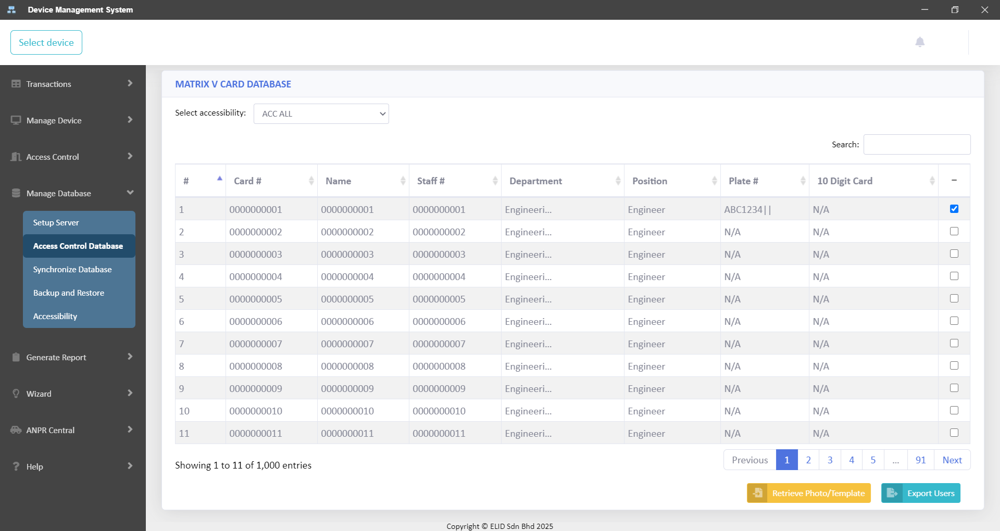 Device Management System
Select device
Transactions
Manage Device
Access Control
Manage Database
Setup Server
Access Control Database
Synchronize Database
Backup and Restore
Accessibility
Generate Report
Wizard
ANPR Central
? Help
MATRIX V CARD DATABASE
Select accessibility: ACC ALL
Search:
# Card # Name Staff # Department Position Plate # 10 Digit Card −
1 0000000001 0000000001 0000000001 Engineeri... Engineer ABC1234|| N/A
2 0000000002 0000000002 0000000002 Engineeri... Engineer N/A N/A
3 0000000003 0000000003 0000000003 Engineeri... Engineer N/A N/A
4 0000000004 0000000004 0000000004 Engineeri... Engineer N/A N/A
5 0000000005 0000000005 0000000005 Engineeri... Engineer N/A N/A
6 0000000006 0000000006 0000000006 Engineeri... Engineer N/A N/A
7 0000000007 0000000007 0000000007 Engineeri... Engineer N/A N/A
8 0000000008 0000000008 0000000008 Engineeri... Engineer N/A N/A
9 0000000009 0000000009 0000000009 Engineeri... Engineer N/A N/A
10 0000000010 0000000010 0000000010 Engineeri... Engineer N/A N/A
11 0000000011 0000000011 0000000011 Engineeri... Engineer N/A N/A
Showing 1 to 11 of 1,000 entries
Previous 1 2 3 4 5 ... 91 Next
Retrieve Photo/Template
Export Users
Copyright © ELID Sdn Bhd 2025